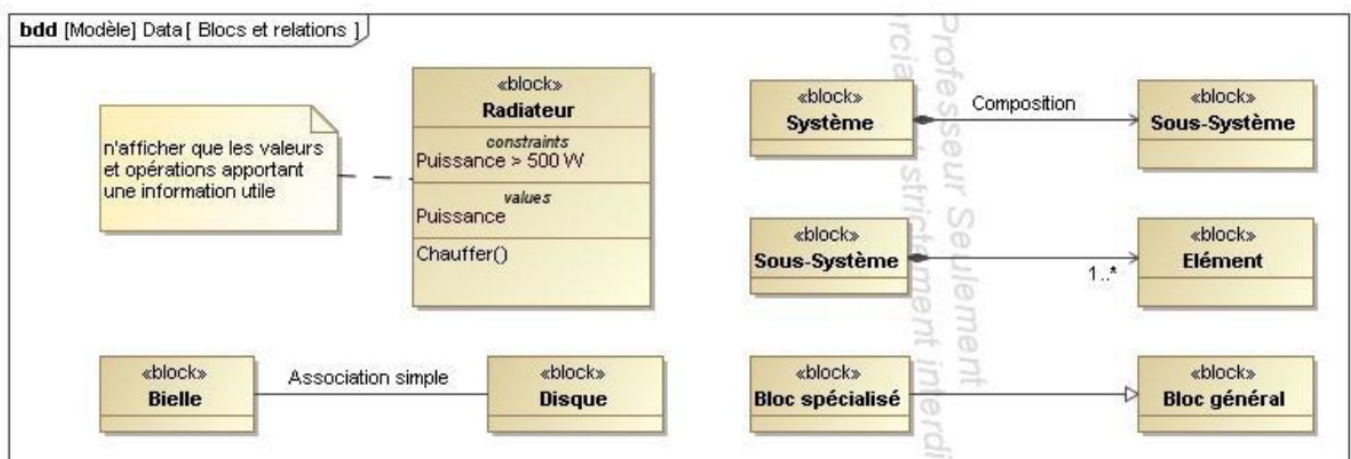 bdd [Modèle] Data [ Blocs et relations ]
n'afficher que les valeurs
et opérations apportant
une information utile
«block»
Radiateur
constraints
Puissance > 500 W
values
Puissance
Chauffer()
«block»
Système
Composition
«block»
Sous-Système
«block»
Sous-Système
1..*
«block»
Elément
«block»
Bielle
Association simple
«block»
Disque
«block»
Bloc spécialisé
«block»
Bloc général
Professeur Seulement
strictement interdi